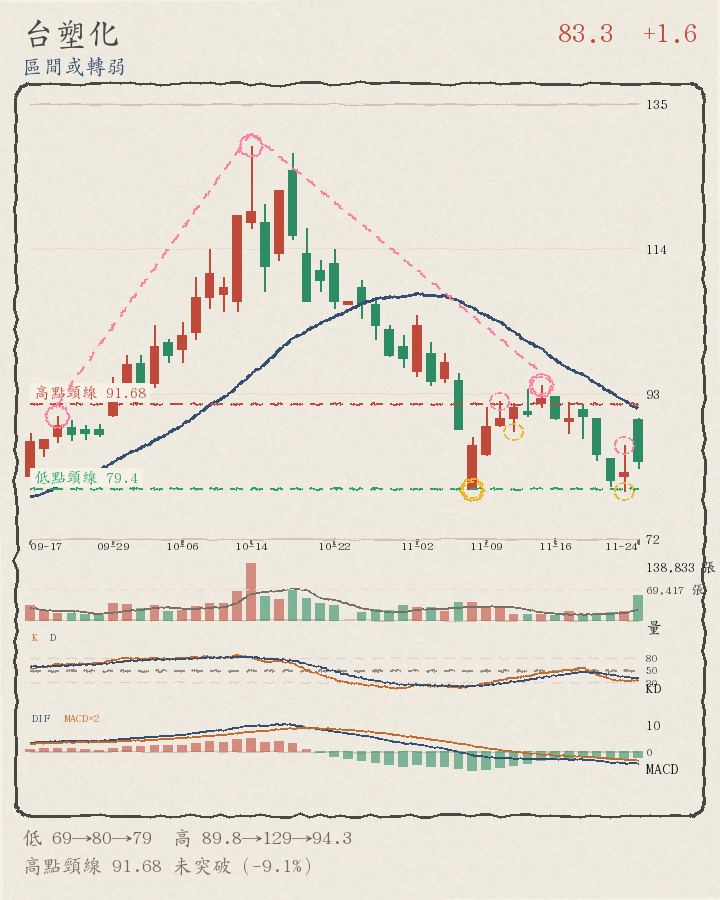 台塑化
83.3 +1.6
區間或轉弱
135
114
高點頸線 91.68
93
低點頸線 79.4
72
09-17 09-29 10-06 10-14 10-22 11-02 11-09 11-16 11-24
138,833 張
69,417 張
量
K D
80
50
20
KD
DIF MACD×2
10
0
MACD
低 69→80→79 高 89.8→129→94.3
高點頸線 91.68 未突破 (-9.1%)